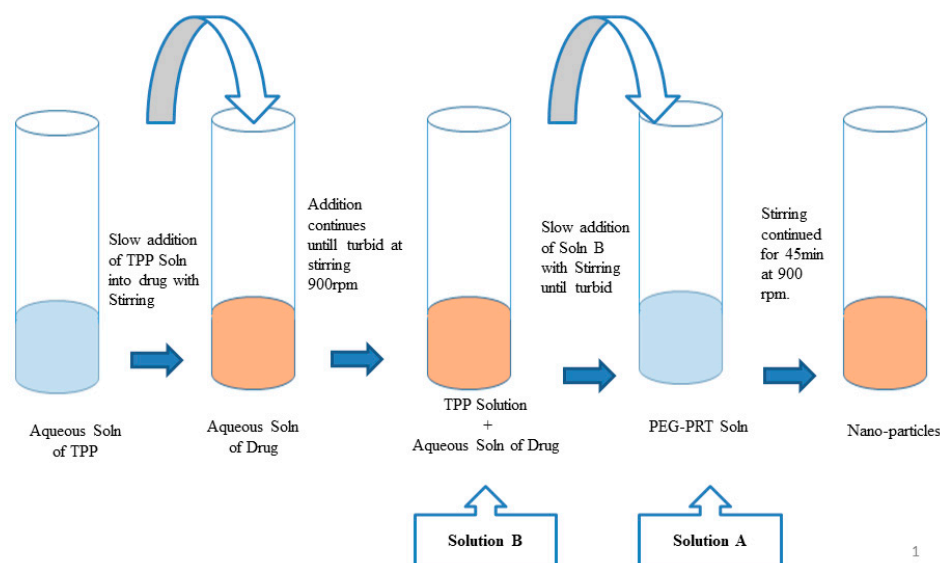 Slow addition
of TPP Soln
into drug with
Stirring
Addition
continues
untill turbid at
stirring
900rpm
Slow addition
of Soln B
with Stirring
until turbid
Stirring
continued
for 45min
at 900
rpm.
Aqueous Soln
of TPP
Aqueous Soln
of Drug
TPP Solution
+
Aqueous Soln of Drug
PEG-PRT Soln
Nano-particles
Solution B
Solution A
1